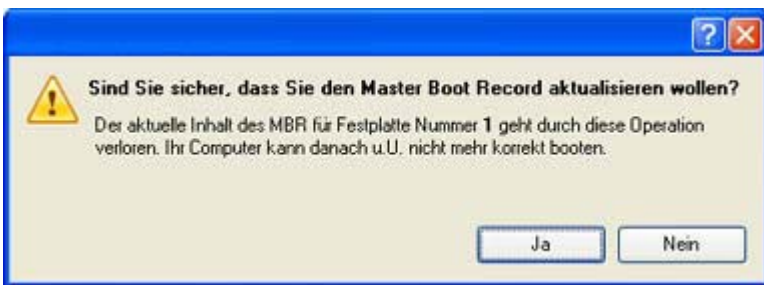 Sind Sie sicher, dass Sie den Master Boot Record aktualisieren wollen?
Der aktuelle Inhalt des MBR für Festplatte Nummer 1 geht durch diese Operation
verloren. Ihr Computer kann danach u.U. nicht mehr korrekt booten.
Ja Nein